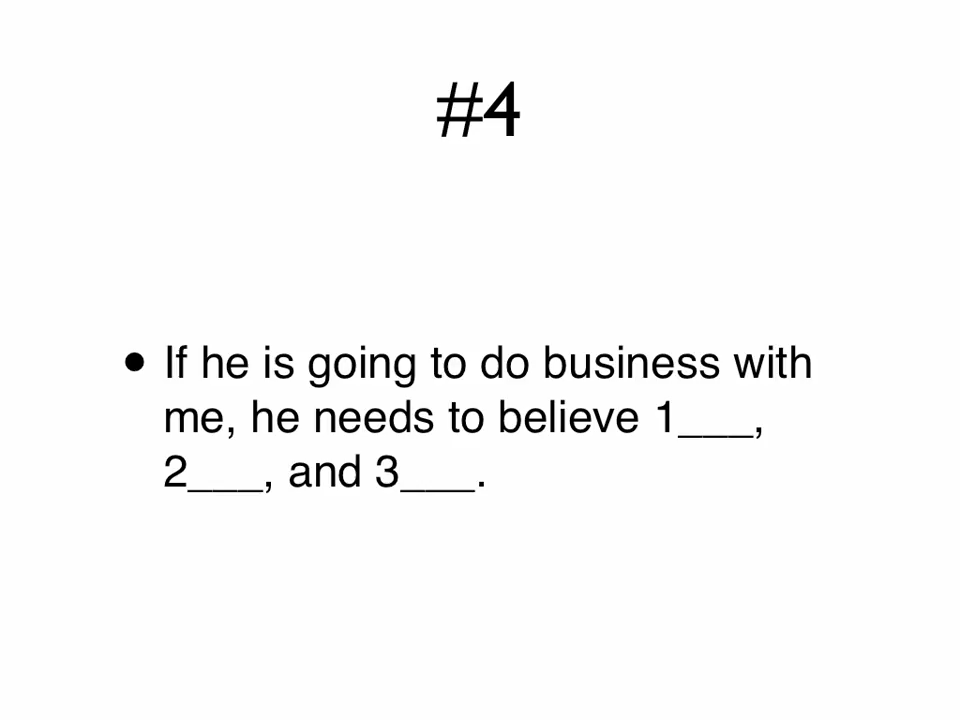 #4
• If he is going to do business with
me, he needs to believe 1___,
2___, and 3___.